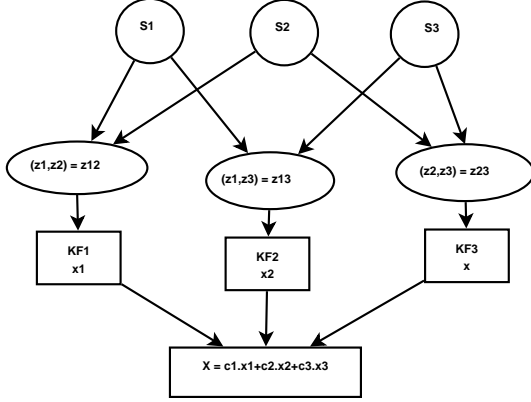 S1
S2
S3
(z1,z2) = z12
(z1,z3) = z13
(z2,z3) = z23
KF1
x1
KF2
x2
KF3
x
X = c1.x1+c2.x2+c3.x3